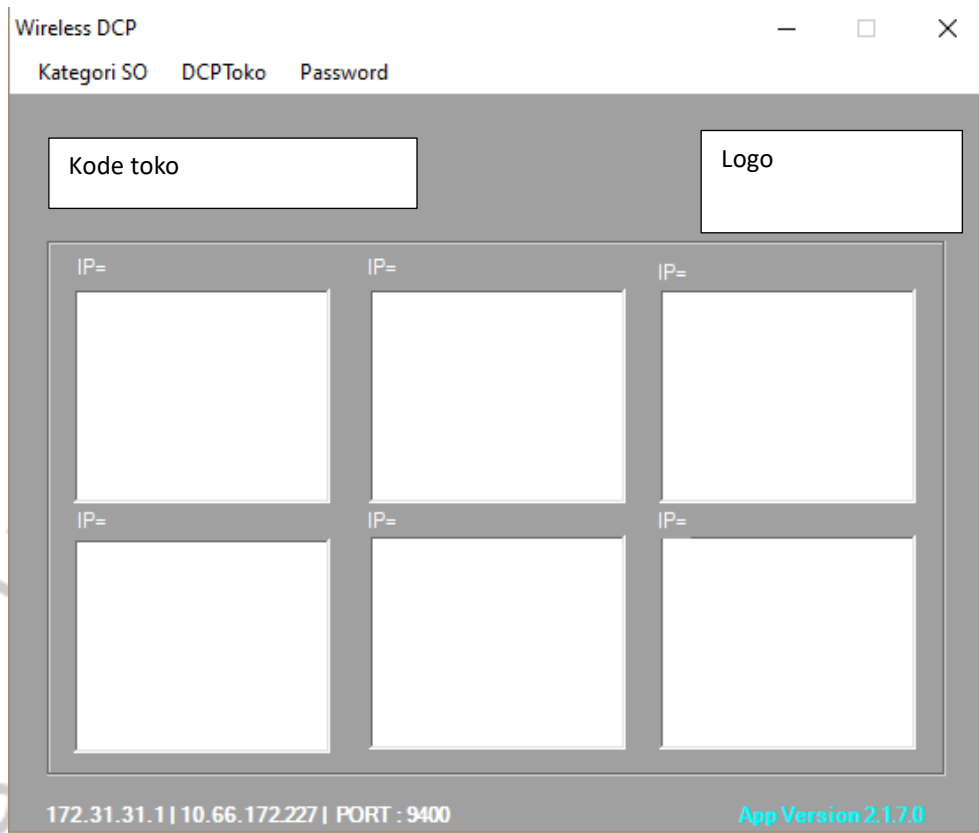 Wireless DCP
Kategori SO DCPToko Password
Kode toko
Logo
IP= IP= IP=
IP= IP= IP=
172.31.31.1 | 10.66.172.227 | PORT : 9400 App Version 2.1.7.0